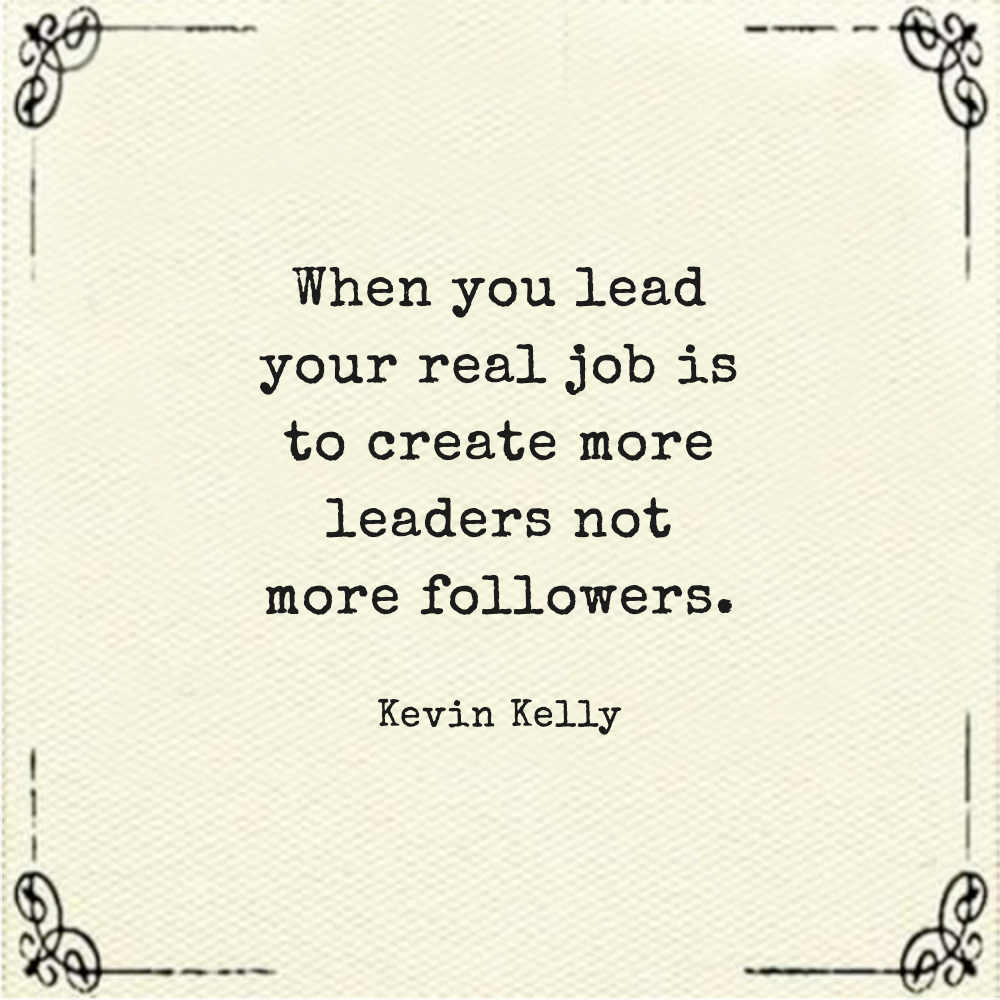 When you lead
your real job is
to create more
leaders not
more followers.
Kevin Kelly